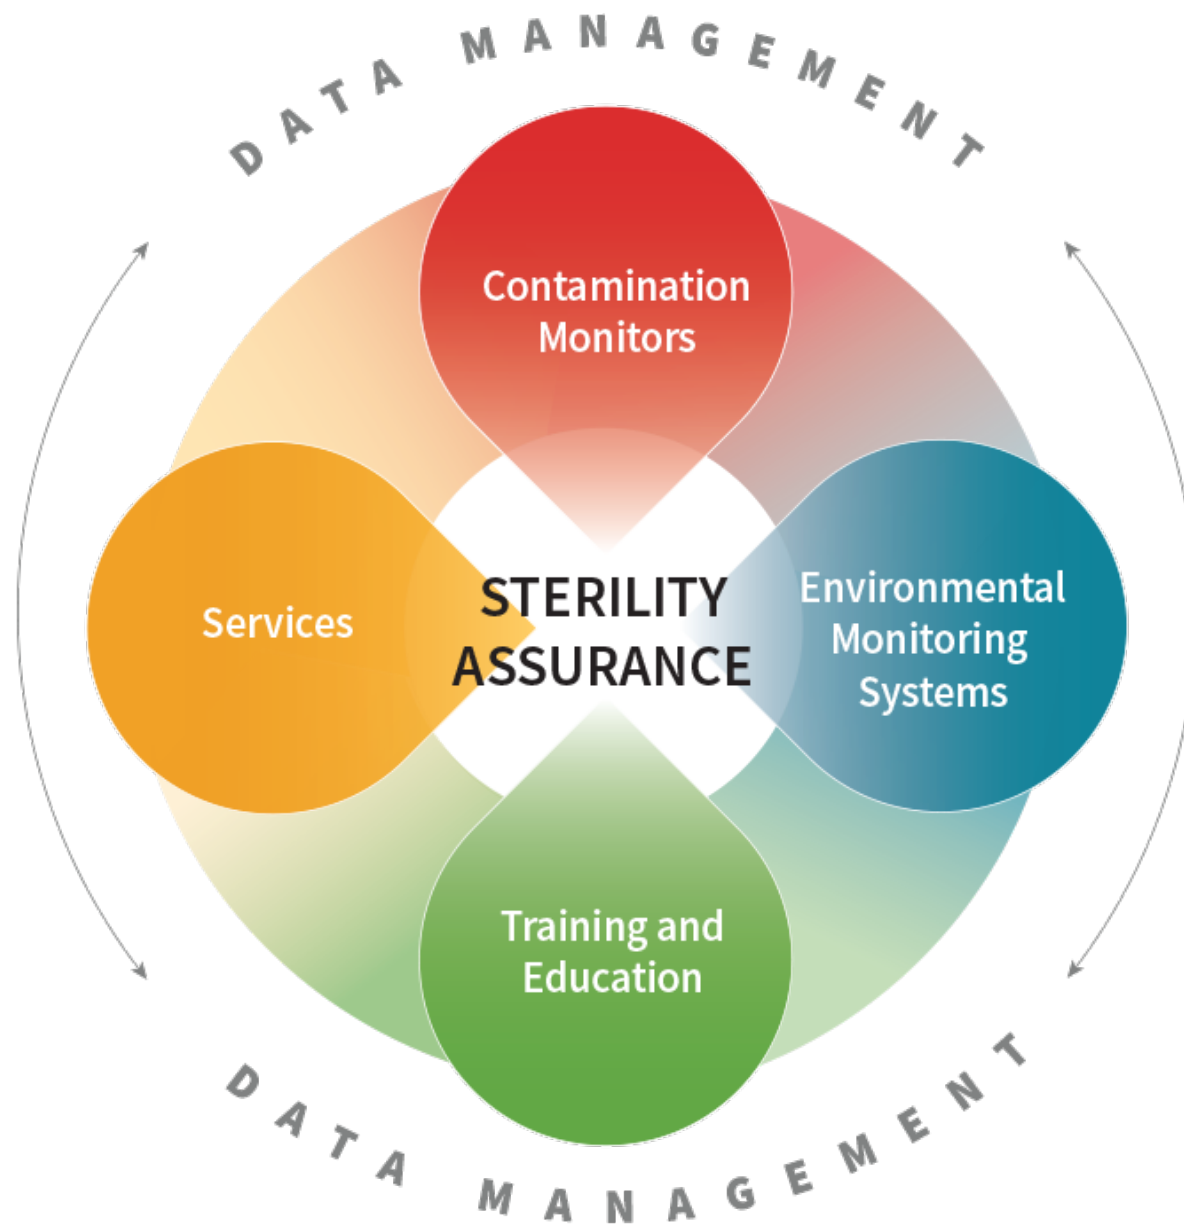 DATA MANAGEMENT
Contamination
Monitors
Services
STERILITY
ASSURANCE
Environmental
Monitoring
Systems
Training and
Education
DATA MANAGEMENT